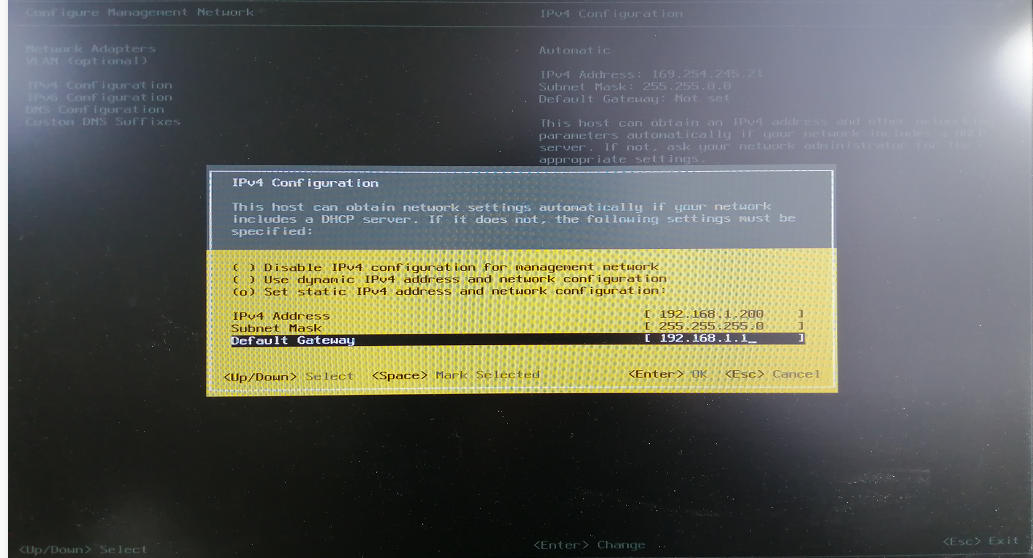 Configure Management Network
IPv4 Configuration
Network Adapters
VLAN (optional)
IPv4 Configuration
IPv6 Configuration
DNS Configuration
Custom DNS Suffixes
Automatic
IPv4 Address: 169.254.245.21
Subnet Mask: 255.255.0.0
Default Gateway: Not set
This host can obtain an IPv4 address and other network
parameters automatically if your network includes a DHCP
server. If not, ask your network administrator for the
appropriate settings.
IPv4 Configuration
This host can obtain network settings automatically if your network
includes a DHCP server. If it does not, the following settings must be
specified:
( ) Disable IPv4 configuration for management network
( ) Use dynamic IPv4 address and network configuration
(o) Set static IPv4 address and network configuration:
IPv4 Address [ 192.168.1.200 ]
Subnet Mask [ 255.255.255.0 ]
Default Gateway [ 192.168.1.1_ ]
<Up/Down> Select <Space> Mark Selected <Enter> OK <Esc> Cancel
<Up/Down> Select <Enter> Change <Esc> Exit